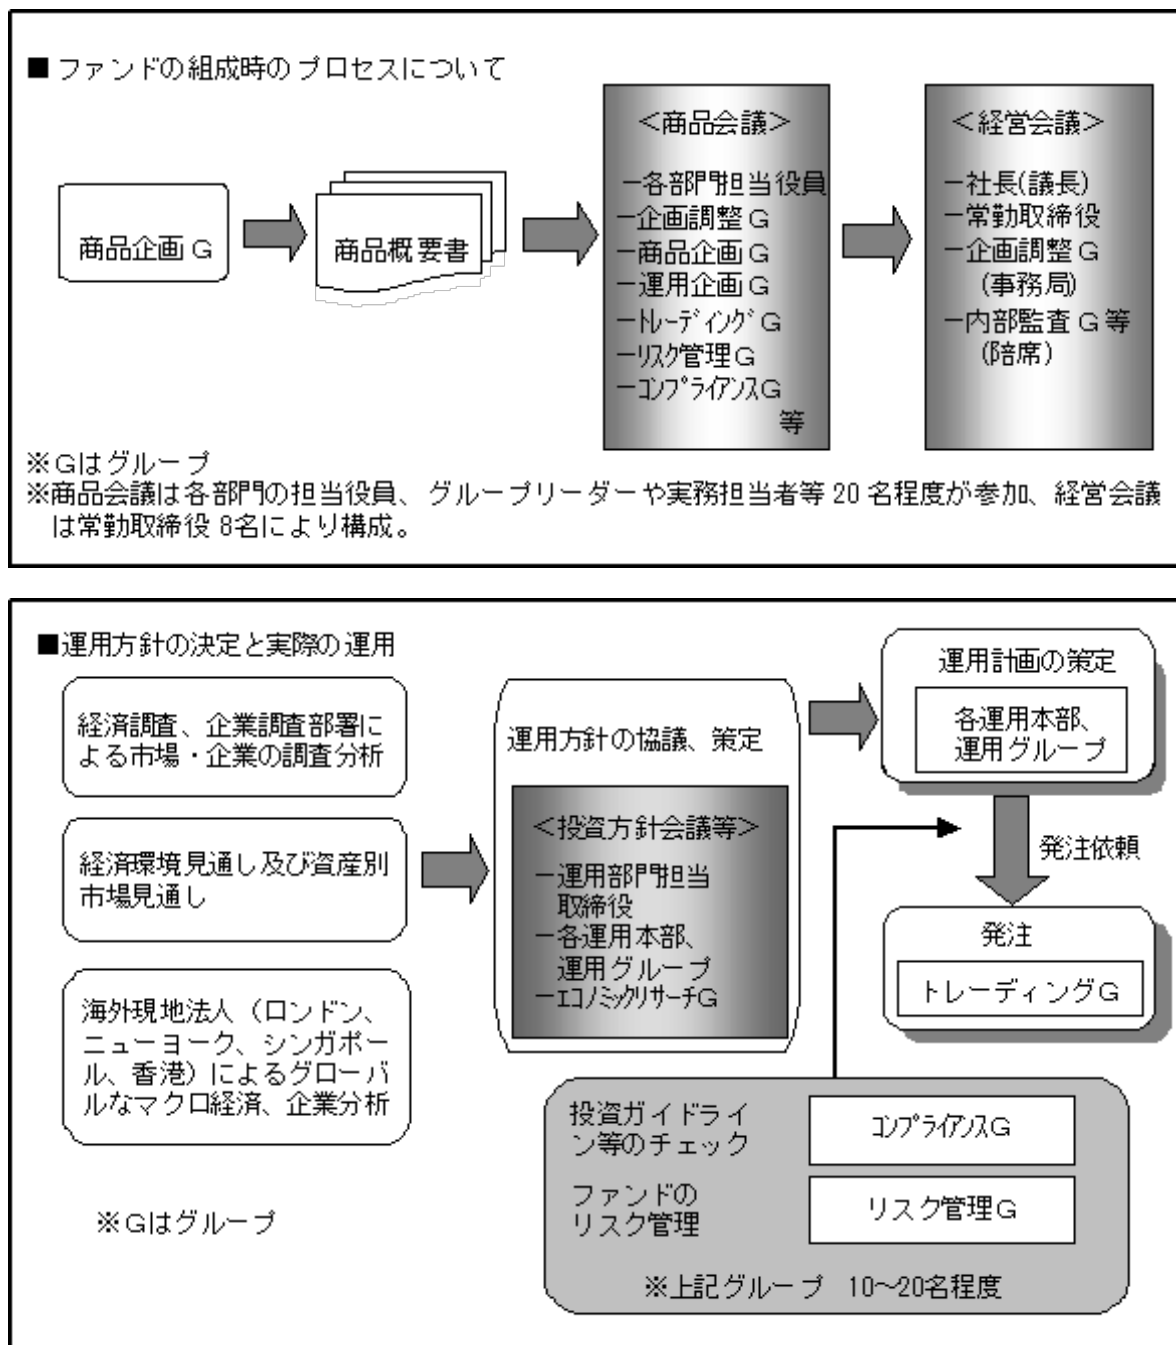 ■ ファンドの組成時のプロセスについて
商品企画G
商品概要書
＜商品会議＞
－各部門担当役員
－企画調整G
－商品企画G
－運用企画G
－ﾄﾚｰﾃﾞｨﾝｸﾞG
－ﾘｽｸ管理G
－ｺﾝﾌﾟﾗｲｱﾝｽG
等
＜経営会議＞
－社長(議長)
－常勤取締役
－企画調整G
(事務局)
－内部監査G等
(陪席)
※Gはグループ
※商品会議は各部門の担当役員、グループリーダーや実務担当者等20名程度が参加、経営会議
は常勤取締役8名により構成。
■運用方針の決定と実際の運用
経済調査、企業調査部署に
よる市場・企業の調査分析
経済環境見通し及び資産別
市場見通し
海外現地法人（ロンドン、
ニューヨーク、シンガポー
ル、香港）によるグローバ
ルなマクロ経済、企業分析
※Gはグループ
運用方針の協議、策定
＜投資方針会議等＞
－運用部門担当
取締役
－各運用本部、
運用グループ
－ｴｺﾉﾐｯｸﾘｻｰﾁG
運用計画の策定
各運用本部、
運用グループ
発注依頼
発注
トレーディングG
投資ガイドライ
ン等のチェック
ｺﾝﾌﾟﾗｲｱﾝｽG
ファンドの
リスク管理
リスク管理G
※上記グループ　10～20名程度